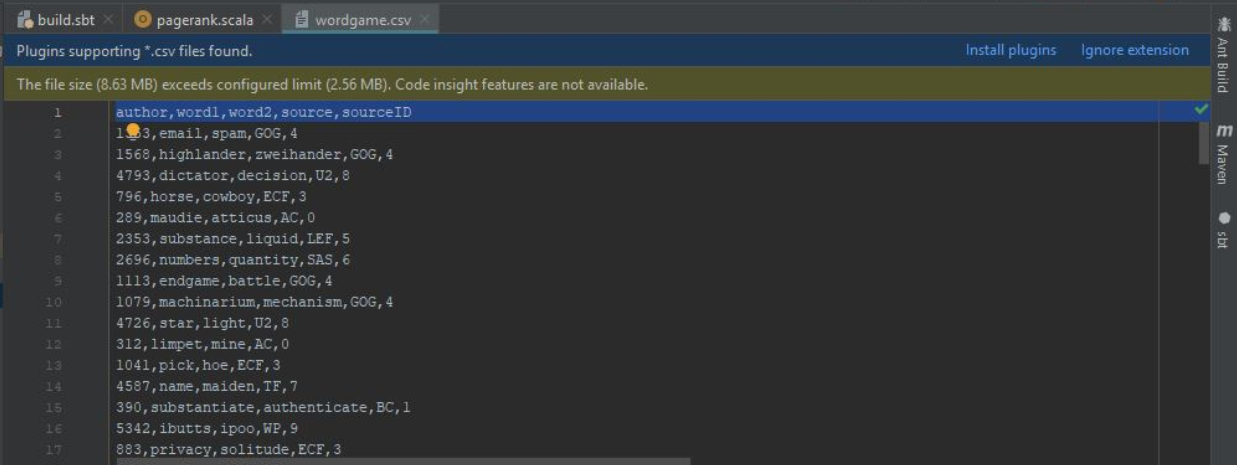 build.sbt pagerank.scala wordgame.csv
Plugins supporting *.csv files found. Install plugins Ignore extension
The file size (8.63 MB) exceeds configured limit (2.56 MB). Code insight features are not available.
1 author,word1,word2,source,sourceID
2 ,email,spam,GOG,4
3 1568,highlander,zweihander,GOG,4
4 4793,dictator,decision,U2,8
5 796,horse,cowboy,ECF,3
6 289,maudie,atticus,AC,0
7 2353,substance,liquid,LEF,5
8 2696,numbers,quantity,SAS,6
9 1113,endgame,battle,GOG,4
10 1079,machinarium,mechanism,GOG,4
11 4726,star,light,U2,8
12 312,limpet,mine,AC,0
13 1041,pick,hoe,ECF,3
14 4587,name,maiden,TF,7
15 390,substantiate,authenticate,BC,1
16 5342,ibutts,ipoo,WP,9
17 883,privacy,solitude,ECF,3
Ant Build
m Maven
sbt